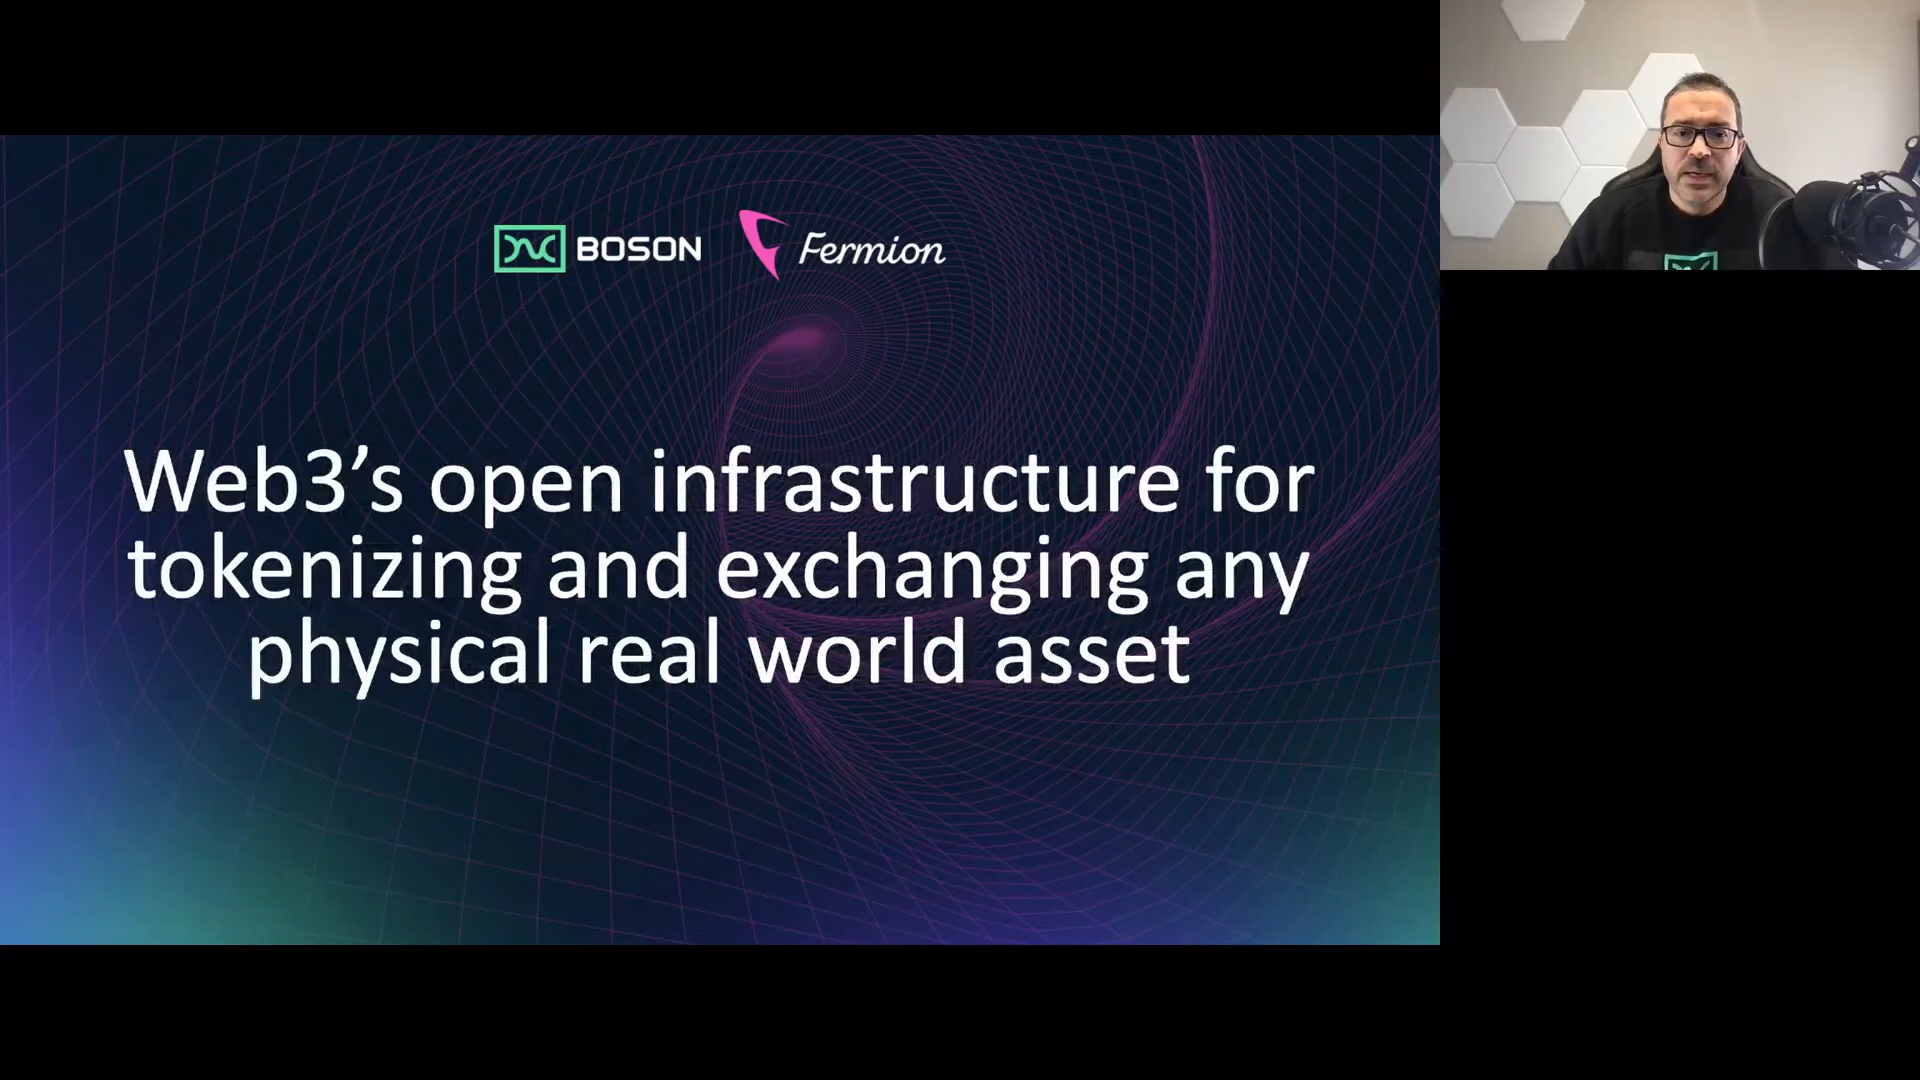 BOSON Fermion
Web3’s open infrastructure for
tokenizing and exchanging any
physical real world asset